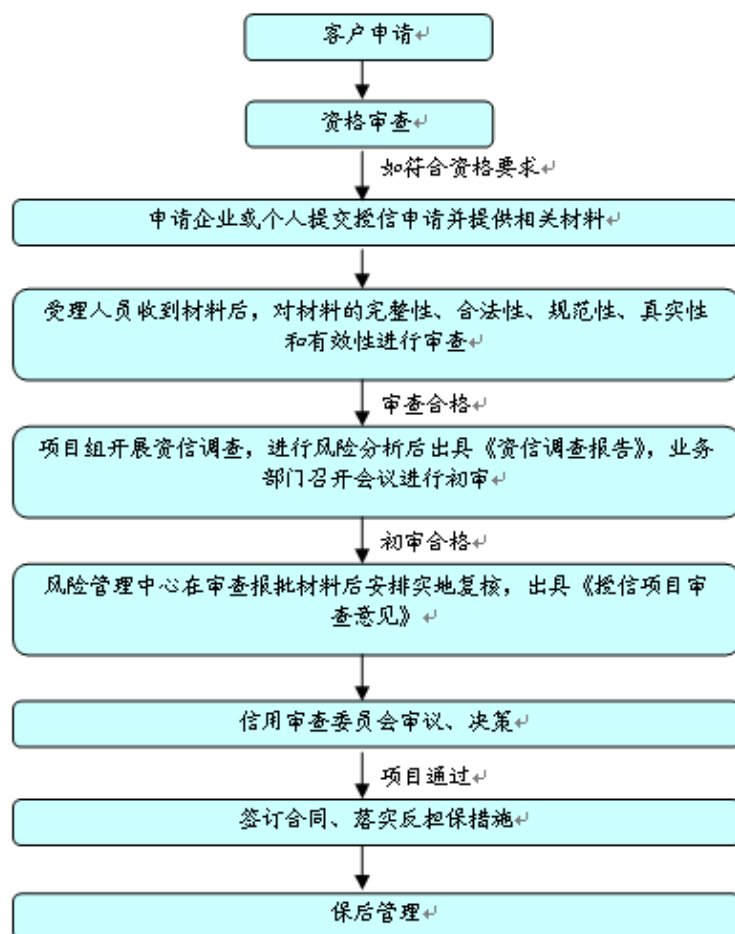 客户申请↵
资格审查↵
如符合资格要求↵
申请企业或个人提交授信申请并提供相关材料↵
受理人员收到材料后，对材料的完整性、合法性、规范性、真实性
和有效性进行审查↵
审查合格↵
项目组开展资信调查，进行风险分析后出具《资信调查报告》，业务
部门召开会议进行初审↵
初审合格↵
风险管理中心在审查报批材料后安排实地复核，出具《授信项目审
查意见》↵
信用审查委员会审议、决策↵
项目通过↵
签订合同、落实反担保措施↵
保后管理↵